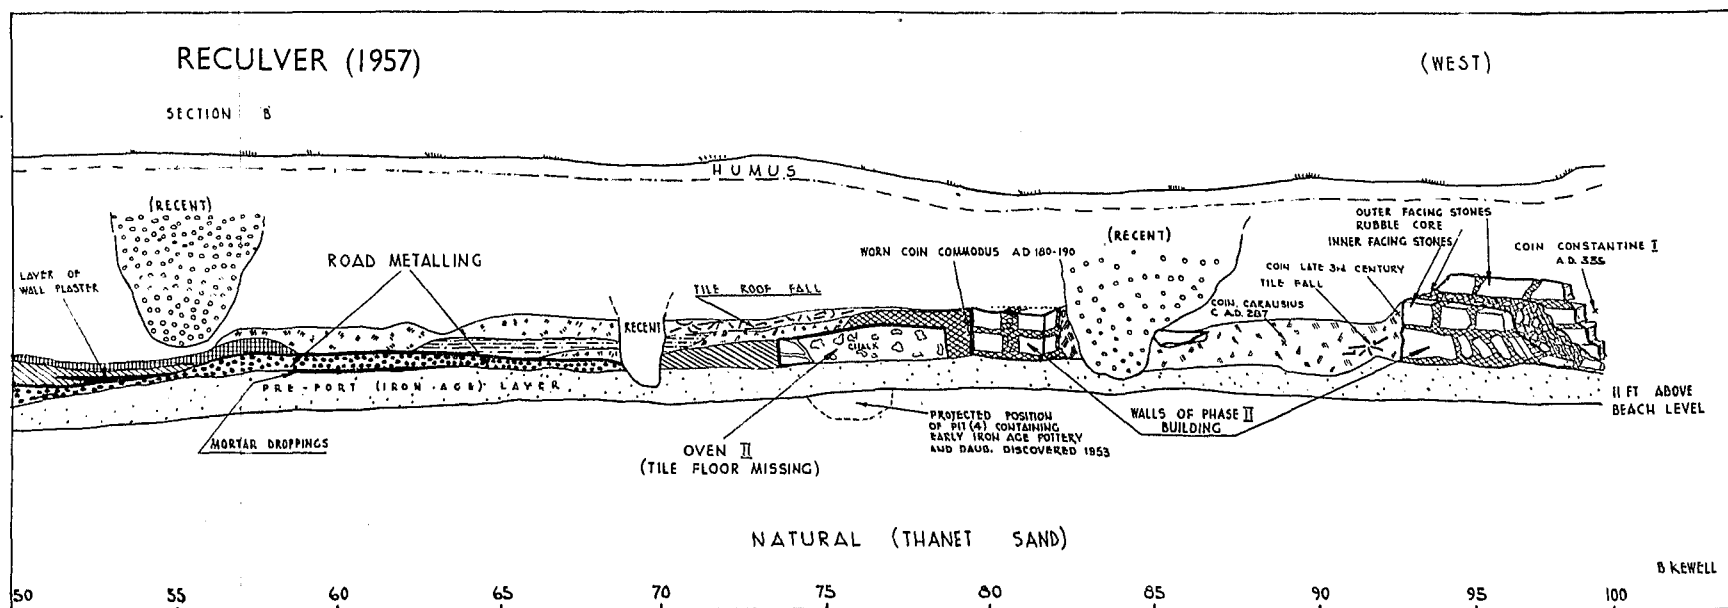 RECULVER (1957)
(WEST)
SECTION B
HUMUS
(RECENT)
OUTER FACING STONES
RUBBLE CORE
INNER FACING STONES
(RECENT)
COIN CONSTANTINE I
A.D. 335
WORN COIN COMMODUS AD 180-190
ROAD METALLING
LAYER OF
WALL PLASTER
COIN LATE 3RD CENTURY
TILE FALL
TILE ROOF FALL
COIN, CARAUSIUS
C A.D. 287
RECENT
CHALK
PRE-FORT (IRON AGE) LAYER
11 FT ABOVE
BEACH LEVEL
MORTAR DROPPINGS
OVEN II
(TILE FLOOR MISSING)
PROJECTED POSITION
OF PIT (4) CONTAINING
EARLY IRON AGE POTTERY
AND DAUB. DISCOVERED 1953
WALLS OF PHASE II
BUILDING
NATURAL (THANET SAND)
B KEWELL
50 55 60 65 70 75 80 85 90 95 100